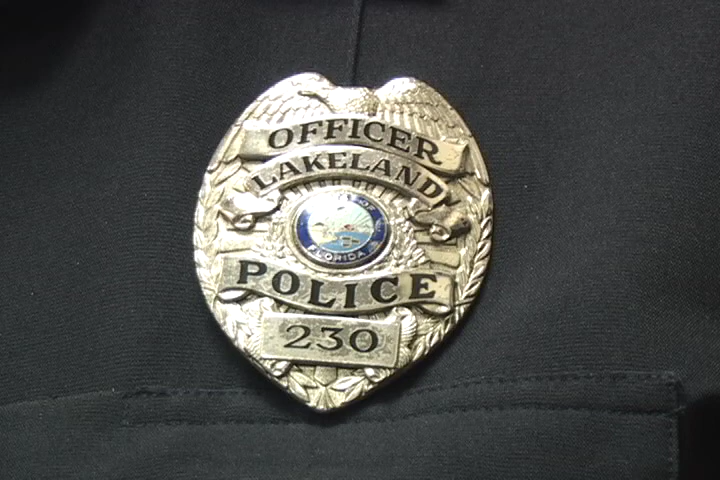 OFFICER
LAKELAND
FLORIDA
POLICE
230